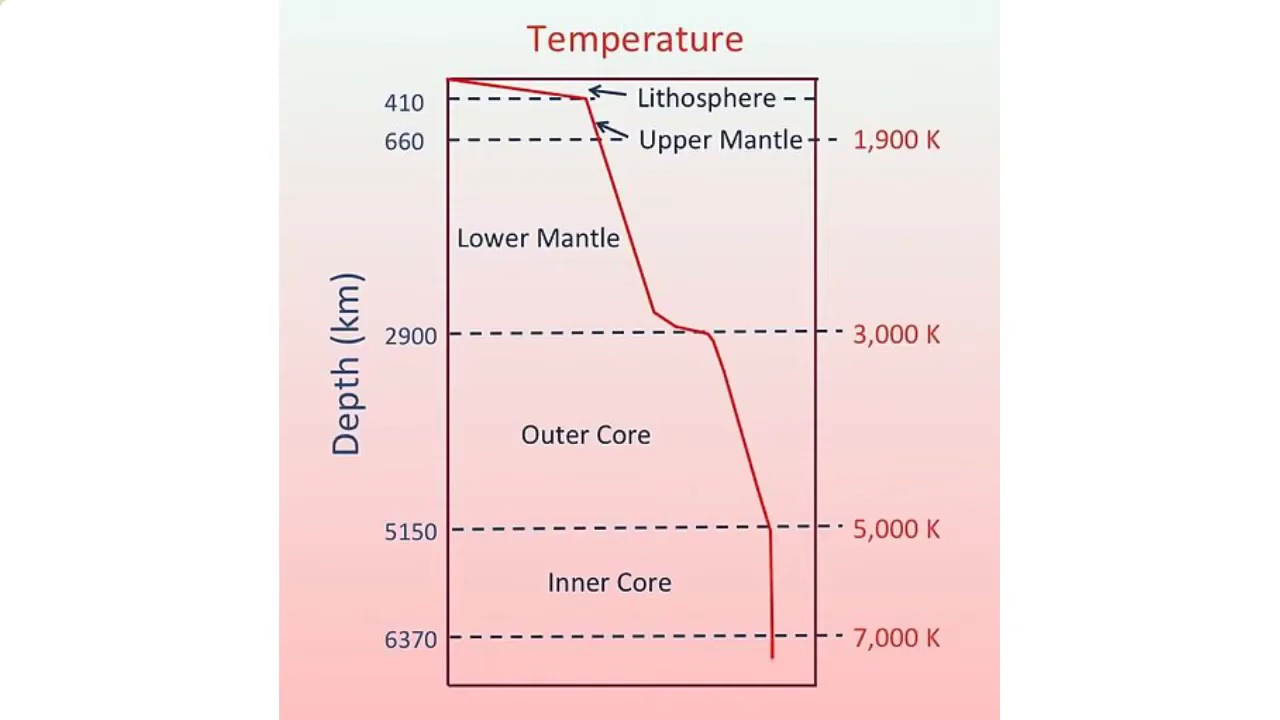 Temperature
410
Lithosphere
660
Upper Mantle
1,900 K
Lower Mantle
Depth (km)
2900
3,000 K
Outer Core
5150
5,000 K
Inner Core
6370
7,000 K